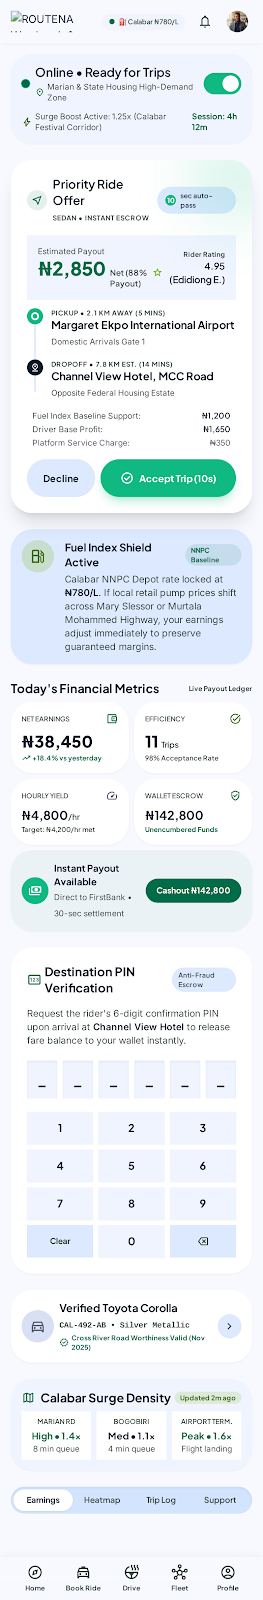 ROUTENA
Calabar ₦780/L
Online • Ready for Trips
Marian & State Housing High-Demand
Zone
Surge Boost Active: 1.25x (Calabar
Festival Corridor)
Session: 4h
12m
Priority Ride
Offer
SEDAN • INSTANT ESCROW
10 sec auto-
pass
Estimated Payout
₦2,850 Net (88%
Payout)
Rider Rating
4.95
(Edidiong E.)
PICKUP • 2.1 KM AWAY (5 MINS)
Margaret Ekpo International Airport
Domestic Arrivals Gate 1
DROPOFF • 7.8 KM EST. (14 MINS)
Channel View Hotel, MCC Road
Opposite Federal Housing Estate
Fuel Index Baseline Support: ₦1,200
Driver Base Profit: ₦1,650
Platform Service Charge: ₦350
Decline
Accept Trip (10s)
Fuel Index Shield
Active
NNPC
Baseline
Calabar NNPC Depot rate locked at
₦780/L. If local retail pump prices shift
across Mary Slessor or Murtala
Mohammed Highway, your earnings
adjust immediately to preserve
guaranteed margins.
Today's Financial Metrics
Live Payout Ledger
NET EARNINGS
₦38,450
+18.4% vs yesterday
EFFICIENCY
11 Trips
98% Acceptance Rate
HOURLY YIELD
₦4,800/hr
Target: ₦4,200/hr met
WALLET ESCROW
₦142,800
Unencumbered Funds
Instant Payout
Available
Direct to FirstBank •
30-sec settlement
Cashout ₦142,800
123
Destination PIN
Verification
Anti-Fraud
Escrow
Request the rider's 6-digit confirmation PIN
upon arrival at Channel View Hotel to release
fare balance to your wallet instantly.
_ _ _ _ _ _
1 2 3
4 5 6
7 8 9
Clear 0
Verified Toyota Corolla
CAL-492-AB • Silver Metallic
Cross River Road Worthiness Valid (Nov
2025)
Calabar Surge Density
Updated 2m ago
MARIAN RD
High • 1.4x
8 min queue
BOGOBIRI
Med • 1.1x
4 min queue
AIRPORT TERM.
Peak • 1.6x
Flight landing
Earnings Heatmap Trip Log Support
Home Book Ride Drive Fleet Profile